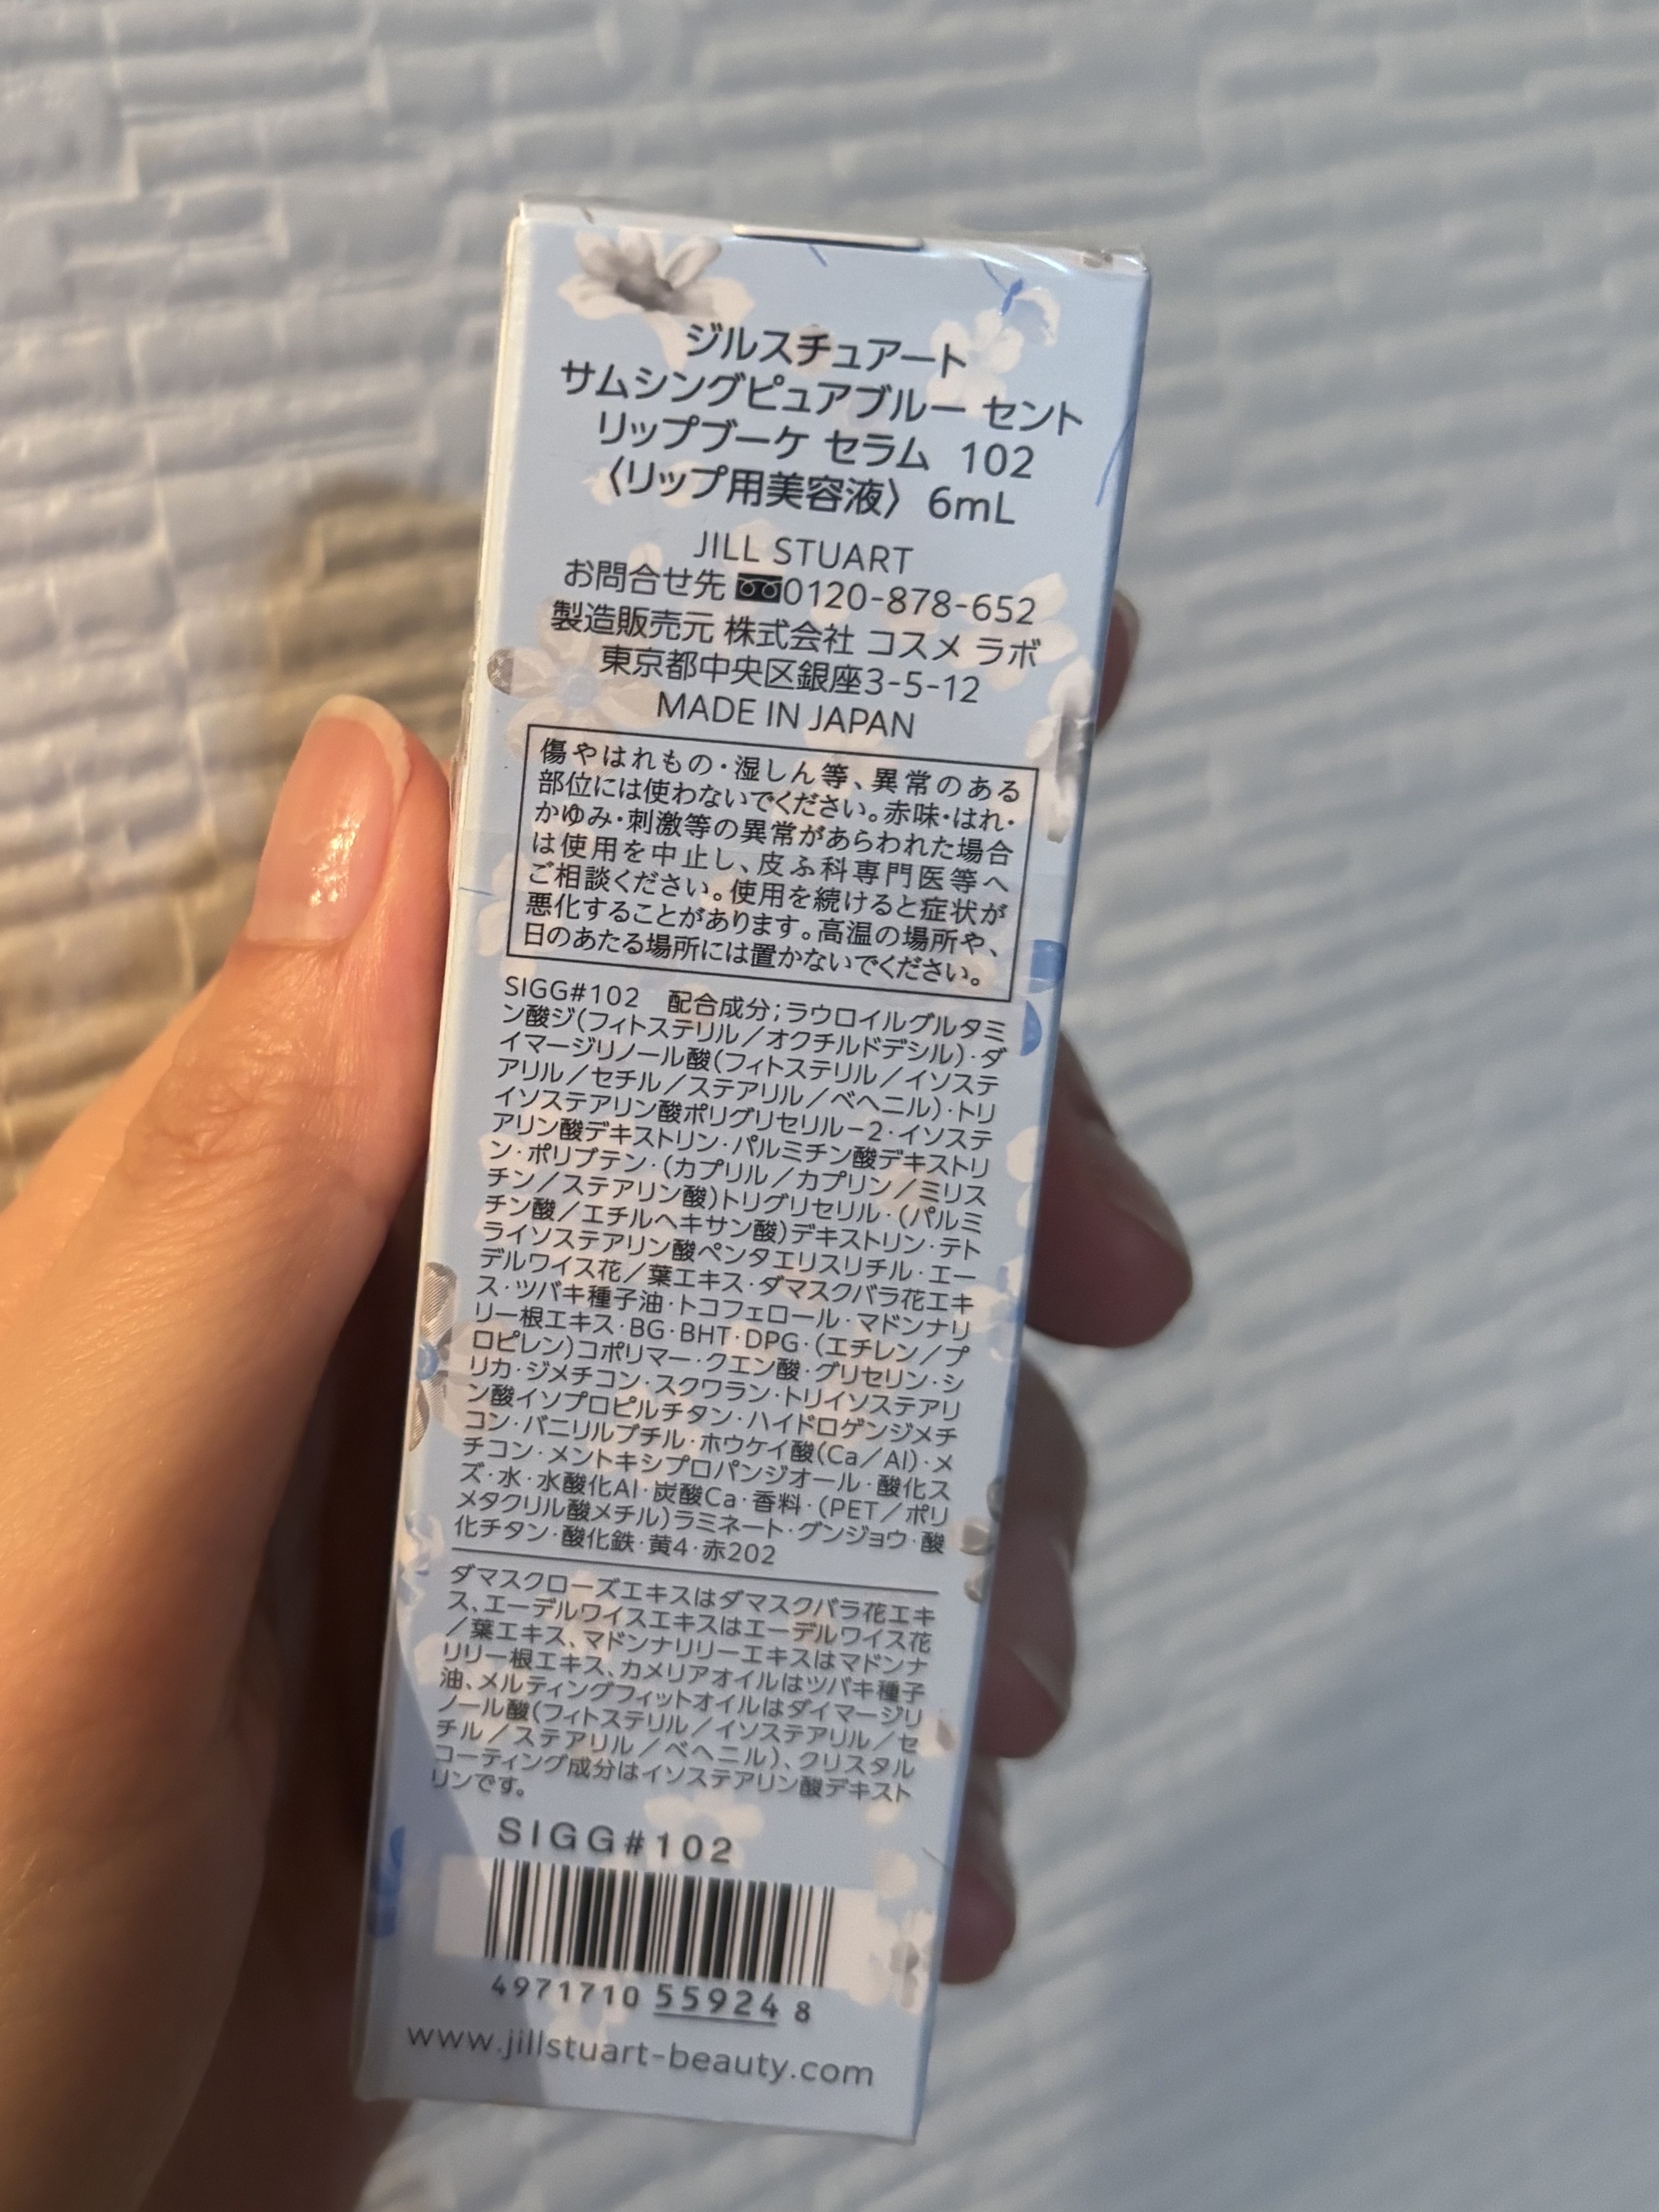 ジルスチュアート
サムシングピュアブルー セント
リップブーケ セラム 102
〈リップ用美容液〉 6mL
JILL STUART
お問合せ先 0120-878-652
製造販売元 株式会社 コスメ ラボ
東京都中央区銀座3-5-12
MADE IN JAPAN
傷やはれもの・湿しん等、異常のある
部位には使わないでください。赤味・はれ・
かゆみ・刺激等の異常があらわれた場合
は使用を中止し、皮ふ科専門医等へ
ご相談ください。使用を続けると症状が
悪化することがあります。高温の場所や、
日のあたる場所には置かないでください。
SIGG#102 配合成分；ラウロイルグルタミ
ン酸ジ(フィトステリル／オクチルドデシル)・ダ
イマージリノール酸(フィトステリル／イソステ
アリル／セチル／ステアリル／ベヘニル)・トリ
イソステアリン酸ポリグリセリル－2・イソステ
アリン酸デキストリン・パルミチン酸デキストリ
ン・ポリブテン・(カプリル／カプリン／ミリス
チン／ステアリン酸)トリグリセリル・(パルミ
チン酸／エチルヘキサン酸)デキストリン・テト
ライソステアリン酸ペンタエリスリチル・エー
デルワイス花／葉エキス・ダマスクバラ花エキ
ス・ツバキ種子油・トコフェロール・マドンナリ
リー根エキス・BG・BHT・DPG・(エチレン／プ
ロピレン)コポリマー・クエン酸・グリセリン・シ
リカ・ジメチコン・スクワラン・トリイソステアリ
ン酸イソプロピルチタン・ハイドロゲンジメチ
コン・バニリルブチル・ホウケイ酸(Ca／Al)・メ
チコン・メントキシプロパンジオール・酸化ス
ズ・水・水酸化Al・炭酸Ca・香料・(PET／ポリ
メタクリル酸メチル)ラミネート・グンジョウ・酸
化チタン・酸化鉄・黄4・赤202
ダマスクローズエキスはダマスクバラ花エキ
ス、エーデルワイスエキスはエーデルワイス花
／葉エキス、マドンナリリーエキスはマドンナ
リリー根エキス、カメリアオイルはツバキ種子
油、メルティングフィットオイルはダイマージリ
ノール酸(フィトステリル／イソステアリル／セ
チル／ステアリル／ベヘニル)、クリスタル
コーティング成分はイソステアリン酸デキスト
リンです。
SIGG#102
4971710 55924 8
www.jillstuart-beauty.com